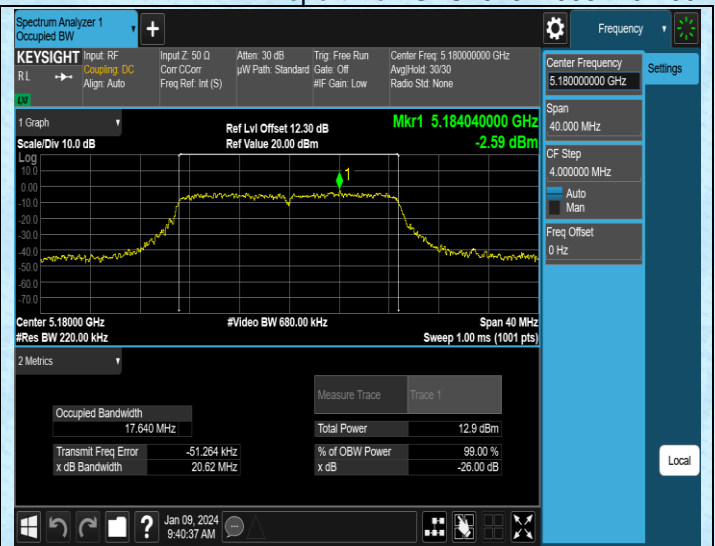 Spectrum Analyzer 1
Occupied BW
Frequency
KEYSIGHT
RL
LXI
Input: RF
Coupling: DC
Align: Auto
Input Z: 50 Ω
Corr CCorr
Freq Ref: Int (S)
Atten: 30 dB
µW Path: Standard
Trig: Free Run
Gate: Off
#IF Gain: Low
Center Freq: 5.180000000 GHz
Avg|Hold: 30/30
Radio Std: None
Center Frequency
5.180000000 GHz
Settings
Span
40.000 MHz
CF Step
4.000000 MHz
Auto
Man
Freq Offset
0 Hz
1 Graph
Scale/Div 10.0 dB
Ref Lvl Offset 12.30 dB
Ref Value 20.00 dBm
Mkr1 5.184040000 GHz
-2.59 dBm
Log
10.0
0.00
-10.0
-20.0
-30.0
-40.0
-50.0
-60.0
-70.0
1
Center 5.18000 GHz
#Res BW 220.00 kHz
#Video BW 680.00 kHz
Span 40 MHz
Sweep 1.00 ms (1001 pts)
2 Metrics
Measure Trace Trace 1
Occupied Bandwidth
17.640 MHz
Total Power 12.9 dBm
Transmit Freq Error -51.264 kHz
% of OBW Power 99.00 %
x dB Bandwidth 20.62 MHz
x dB -26.00 dB
Local
?
Jan 09, 2024
9:40:37 AM